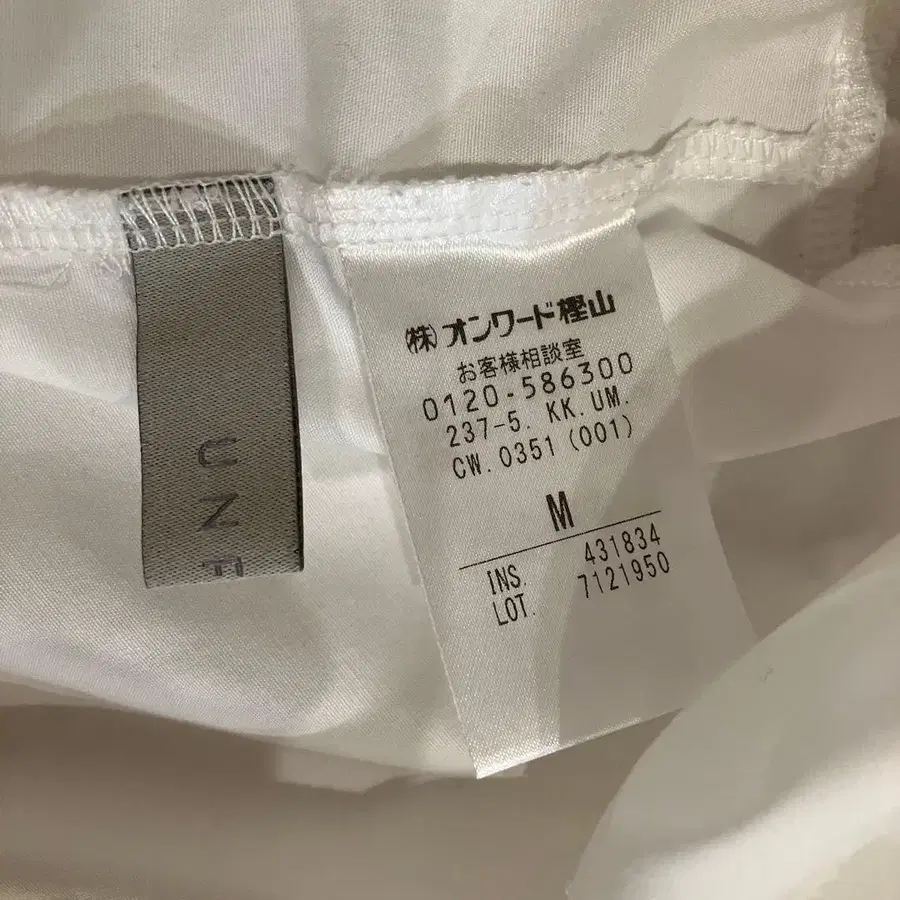 UNF
㈱オンワード樫山
お客様相談室
0120-586300
237-5. KK. UM.
CW. 0351 (001)
M
INS. 431834
LOT. 7121950